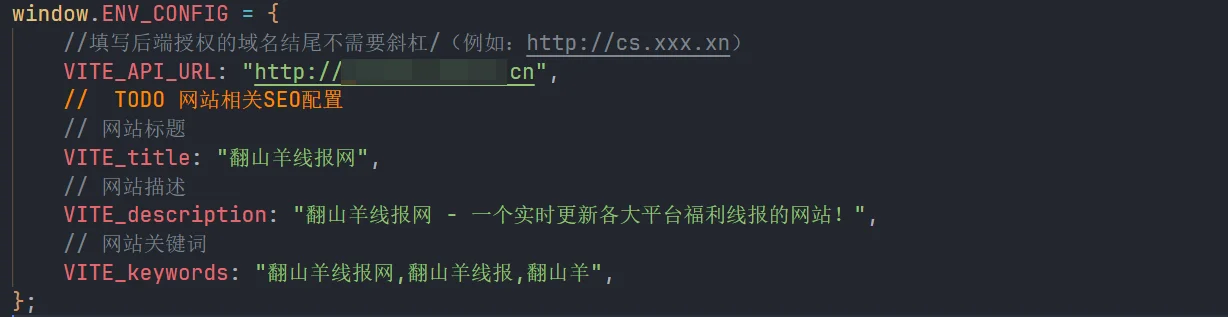 window.ENV_CONFIG = {
//填写后端授权的域名结尾不需要斜杠/（例如：http://cs.xxx.xn）
VITE_API_URL: "http://cn",
//  TODO 网站相关SEO配置
// 网站标题
VITE_title: "翻山羊线报网",
// 网站描述
VITE_description: "翻山羊线报网 - 一个实时更新各大平台福利线报的网站！",
// 网站关键词
VITE_keywords: "翻山羊线报网,翻山羊线报,翻山羊",
};